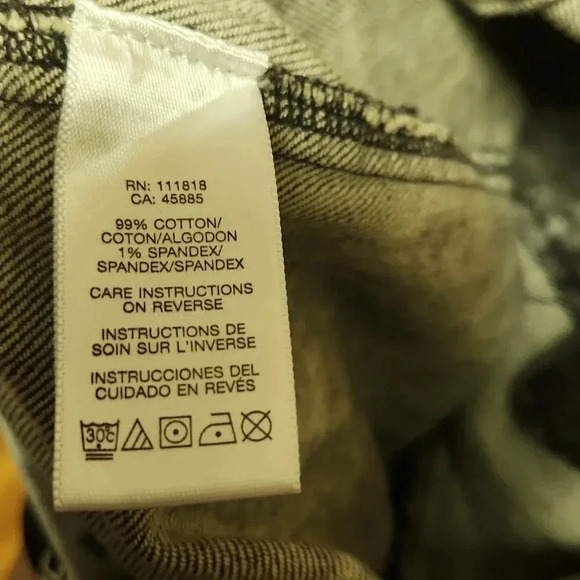 RN: 111818
CA: 45885
99% COTTON/
COTON/ALGODON
1% SPANDEX/
SPANDEX/SPANDEX
CARE INSTRUCTIONS
ON REVERSE
INSTRUCTIONS DE
SOIN SUR L'INVERSE
INSTRUCCIONES DEL
CUIDADO EN REVÉS
30°C